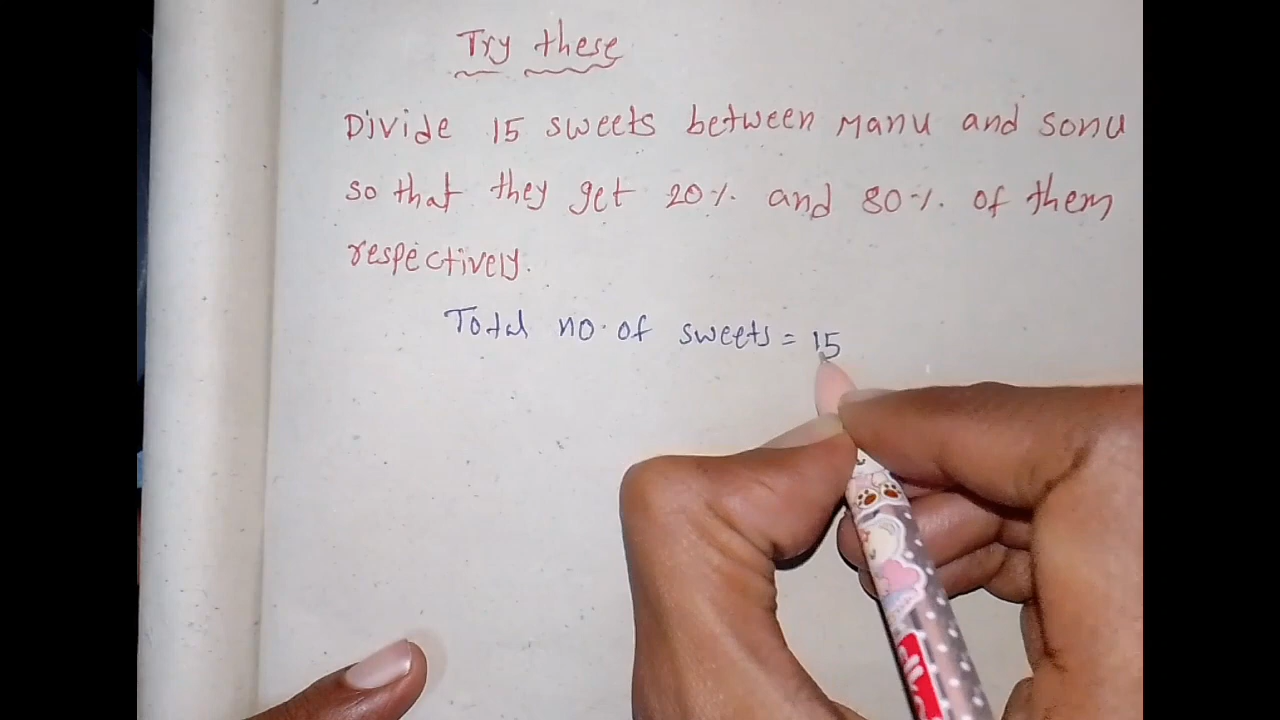 Try these
Divide 15 sweets between Manu and Sonu
so that they get 20% and 80% of them
respectively.
Total no. of sweets = 15